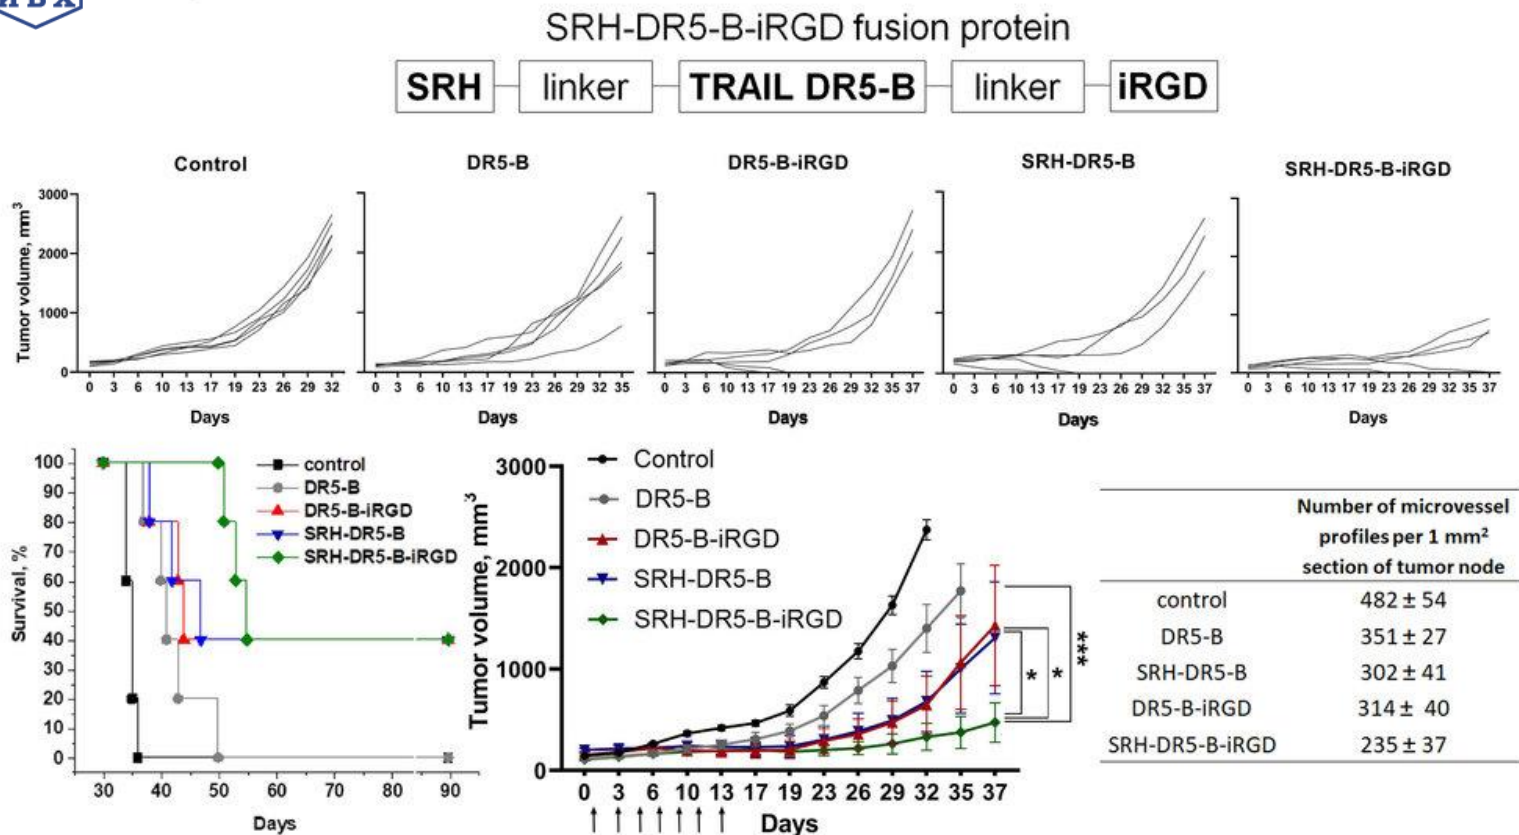 SRH-DR5-B-iRGD fusion protein
SRH linker TRAIL DR5-B linker iRGD
Control
DR5-B
DR5-B-iRGD
SRH-DR5-B
SRH-DR5-B-iRGD
Tumor volume, mm³
3000
2000
1000
0
0 3 6 10 13 17 19 23 26 29 32
Days
0 3 6 10 13 17 19 23 26 29 32 35
Days
0 3 6 10 13 17 19 23 26 29 32 35 37
Days
0 3 6 10 13 17 19 23 26 29 32 35 37
Days
0 3 6 10 13 17 19 23 26 29 32 35 37
Days
Survival, %
100
90
80
70
60
50
40
30
20
10
0
30 40 50 60 70 80 90
Days
control
DR5-B
DR5-B-iRGD
SRH-DR5-B
SRH-DR5-B-iRGD
Tumor volume, mm³
3000
2000
1000
0
0 3 6 10 13 17 19 23 26 29 32 35 37
Days
Control
DR5-B
DR5-B-iRGD
SRH-DR5-B
SRH-DR5-B-iRGD
*
*
***
Number of microvessel
profiles per 1 mm²
section of tumor node
control 482 ± 54
DR5-B 351 ± 27
SRH-DR5-B 302 ± 41
DR5-B-iRGD 314 ± 40
SRH-DR5-B-iRGD 235 ± 37